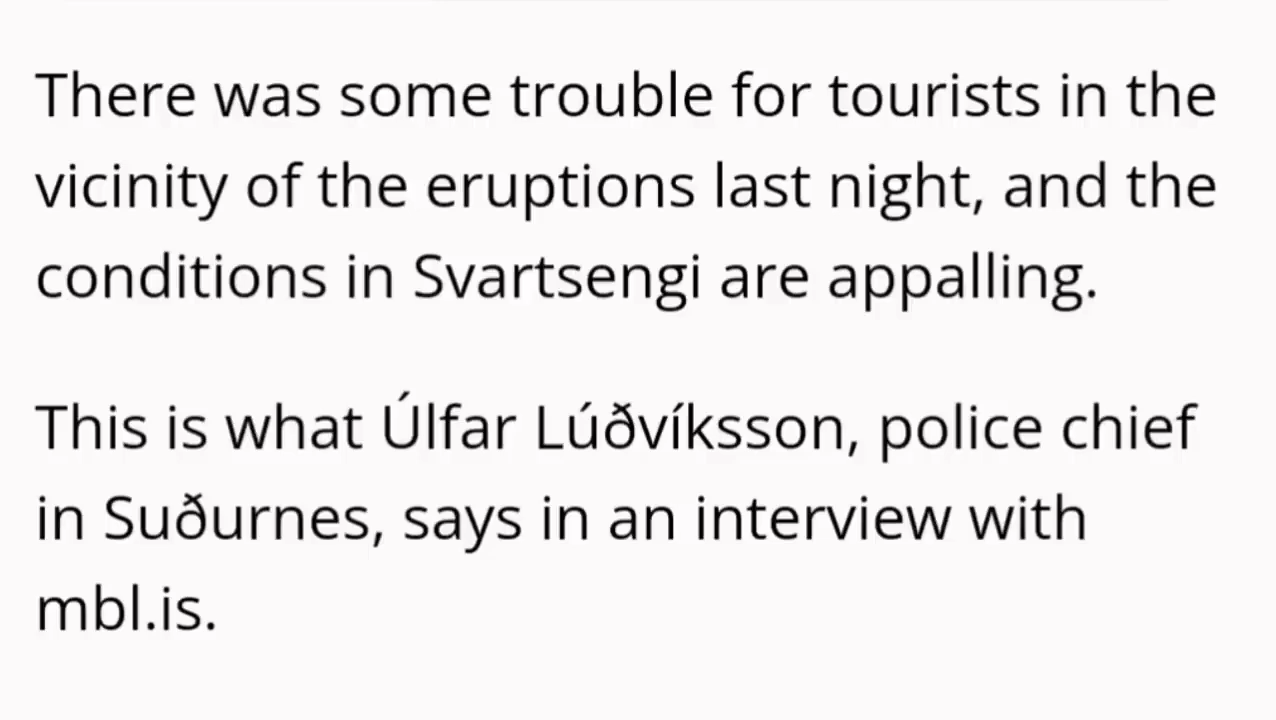 There was some trouble for tourists in the
vicinity of the eruptions last night, and the
conditions in Svartsengi are appalling.
This is what Úlfar Lúðvíksson, police chief
in Suðurnes, says in an interview with
mbl.is.